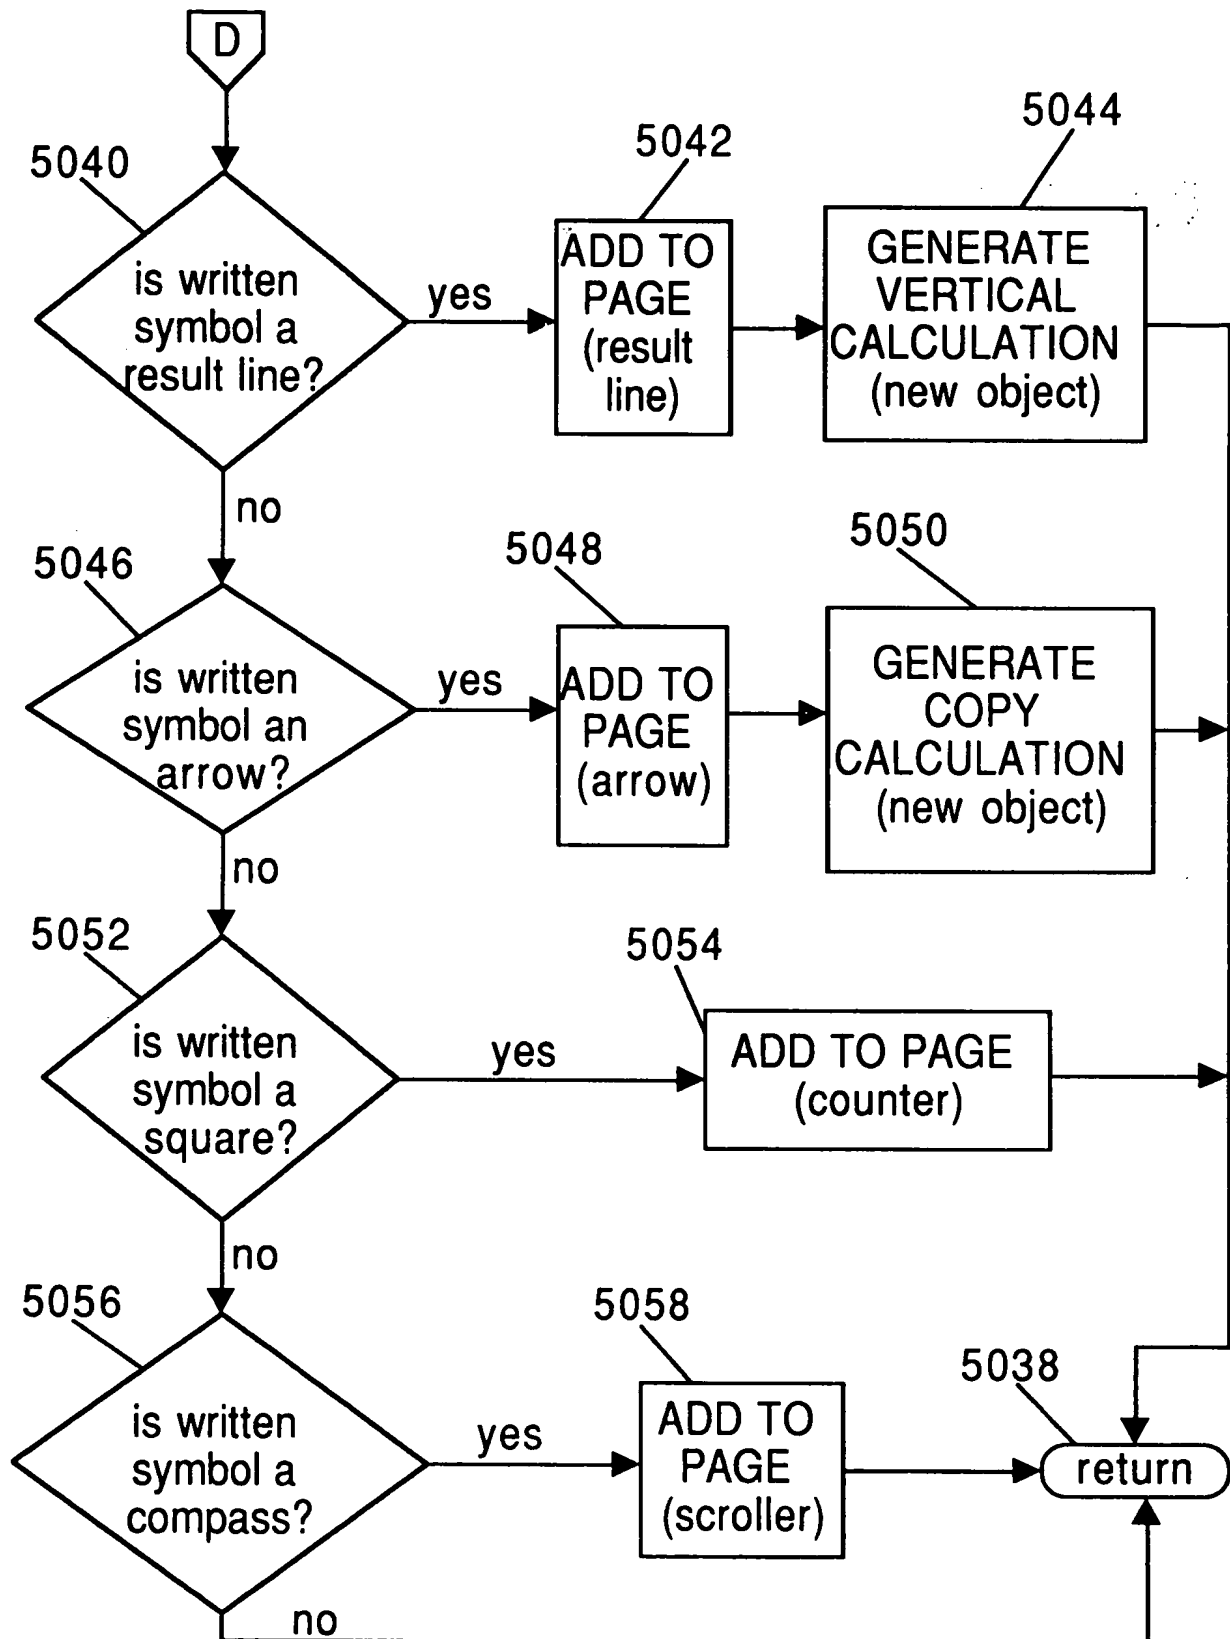 D
5040
is written
symbol a
result line?
yes
5042
ADD TO
PAGE
(result
line)
5044
GENERATE
VERTICAL
CALCULATION
(new object)
no
5046
is written
symbol an
arrow?
yes
5048
ADD TO
PAGE
(arrow)
5050
GENERATE
COPY
CALCULATION
(new object)
no
5052
is written
symbol a
square?
yes
5054
ADD TO PAGE
(counter)
no
5056
is written
symbol a
compass?
yes
5058
ADD TO
PAGE
(scroller)
5038
return
no